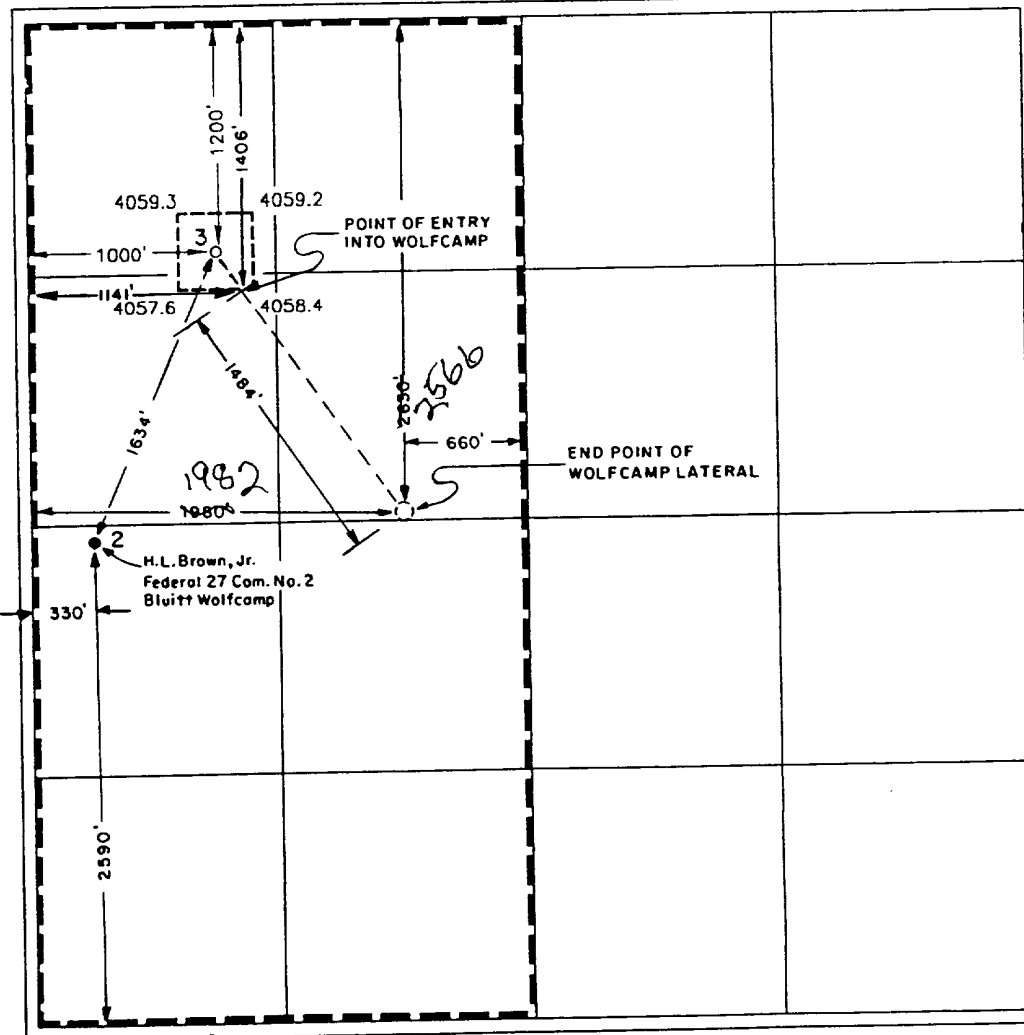 1200'
1406'
4059.3
4059.2
POINT OF ENTRY
INTO WOLFCAMP
3
1000'
1141'
4057.6
4058.4
1484'
2630'
2566
1634'
660'
END POINT OF
WOLFCAMP LATERAL
1982
1980'
2
H.L.Brown, Jr.
Federal 27 Com. No. 2
Bluitt Wolfcamp
330'
2590'